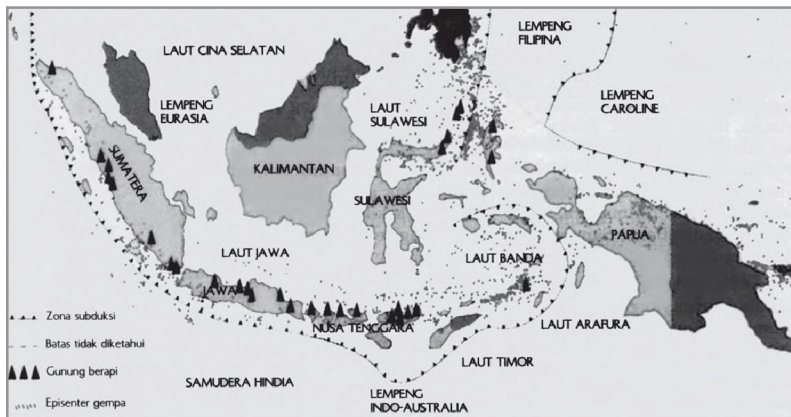 LAUT CINA SELATAN
LEMPENG
FILIPINA
LEMPENG
CAROLINE
LEMPENG
EURASIA
LAUT
SULAWESI
SUMATERA
KALIMANTAN
SULAWESI
PAPUA
LAUT JAWA
LAUT BANDA
JAWA
NUSA TENGGARA
LAUT ARAFURA
LAUT TIMOR
SAMUDERA HINDIA
LEMPENG
INDO-AUSTRALIA
Zona subduksi
Batas tidak diketahui
Gunung berapi
Episenter gempa